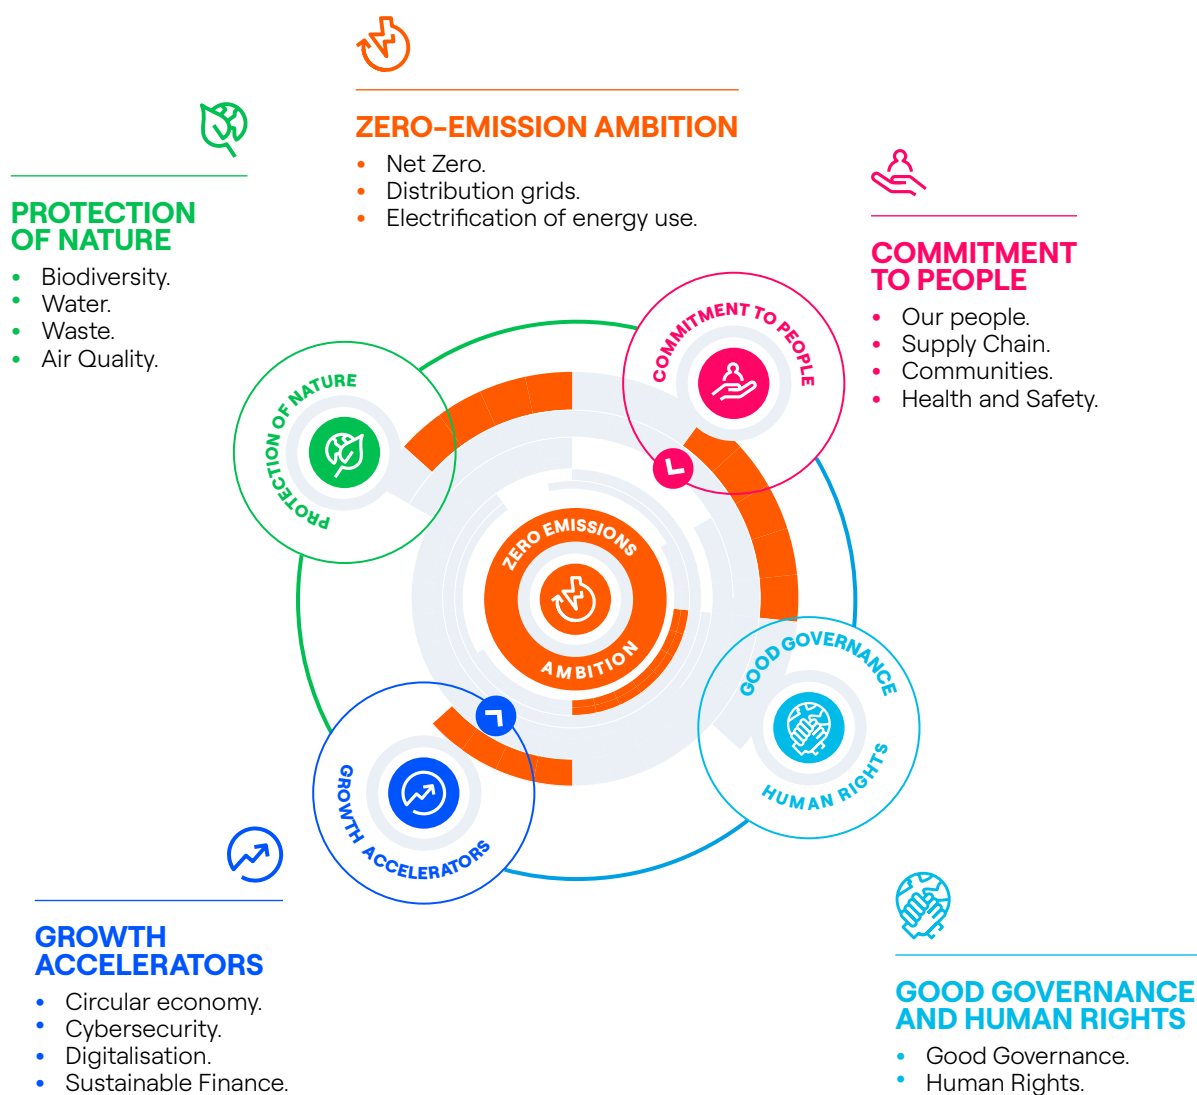 ZERO-EMISSION AMBITION
• Net Zero.
• Distribution grids.
• Electrification of energy use.
PROTECTION
OF NATURE
• Biodiversity.
• Water.
• Waste.
• Air Quality.
COMMITMENT
TO PEOPLE
• Our people.
• Supply Chain.
• Communities.
• Health and Safety.
COMMITMENT TO PEOPLE
PROTECTION OF NATURE
ZERO EMISSIONS
AMBITION
GOOD GOVERNANCE
HUMAN RIGHTS
GROWTH ACCELERATORS
GROWTH
ACCELERATORS
• Circular economy.
• Cybersecurity.
• Digitalisation.
• Sustainable Finance.
GOOD GOVERNANCE
AND HUMAN RIGHTS
• Good Governance.
• Human Rights.